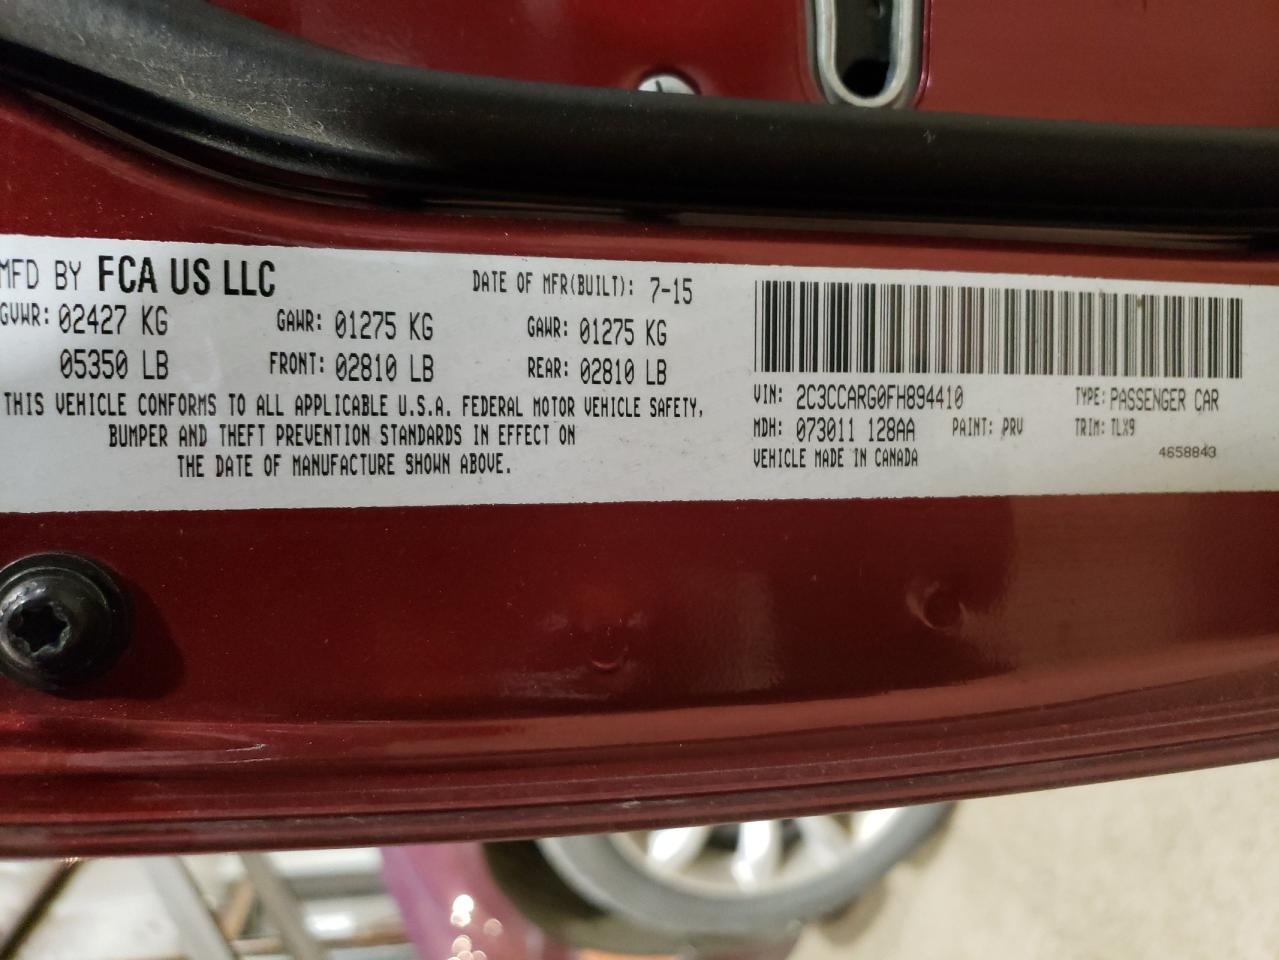 MFD BY FCA US LLC
DATE OF MFR(BUILT): 7-15
GVWR: 02427 KG
GAWR: 01275 KG
GAWR: 01275 KG
05350 LB
FRONT: 02810 LB
REAR: 02810 LB
THIS VEHICLE CONFORMS TO ALL APPLICABLE U.S.A. FEDERAL MOTOR VEHICLE SAFETY,
BUMPER AND THEFT PREVENTION STANDARDS IN EFFECT ON
THE DATE OF MANUFACTURE SHOWN ABOVE.
VIN: 2C3CCARG0FH894410
TYPE: PASSENGER CAR
MDH: 073011 128AA
PAINT: PRV
TRIM: TLX9
VEHICLE MADE IN CANADA
4658843